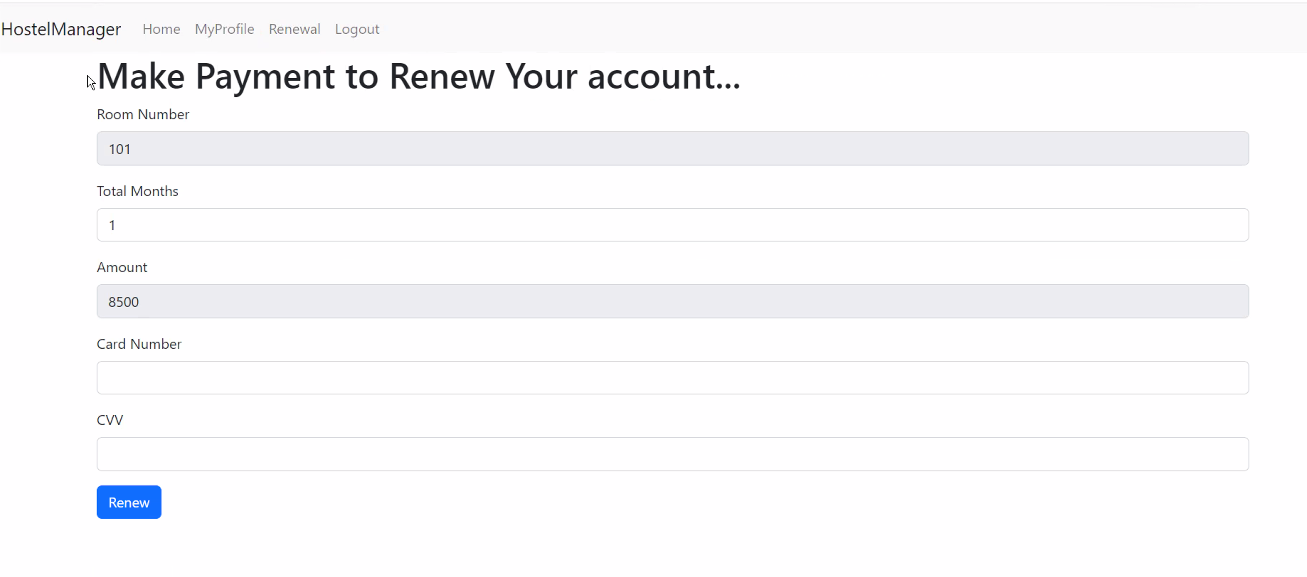 HostelManager Home MyProfile Renewal Logout
Make Payment to Renew Your account...
Room Number
101
Total Months
1
Amount
8500
Card Number
CVV
Renew